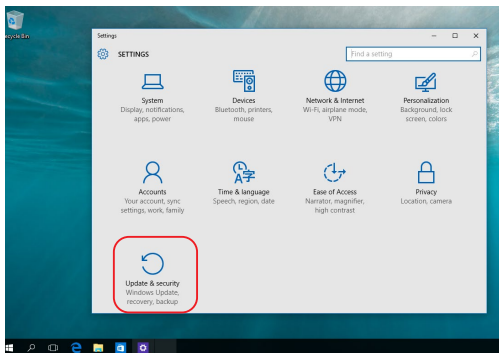 Recycle Bin
Settings
SETTINGS
Find a setting
System
Display, notifications,
apps, power
Devices
Bluetooth, printers,
mouse
Network & Internet
Wi-Fi, airplane mode,
VPN
Personalization
Background, lock
screen, colors
Accounts
Your account, sync
settings, work, family
Time & language
Speech, region, date
Ease of Access
Narrator, magnifier,
high contrast
Privacy
Location, camera
Update & security
Windows Update,
recovery, backup